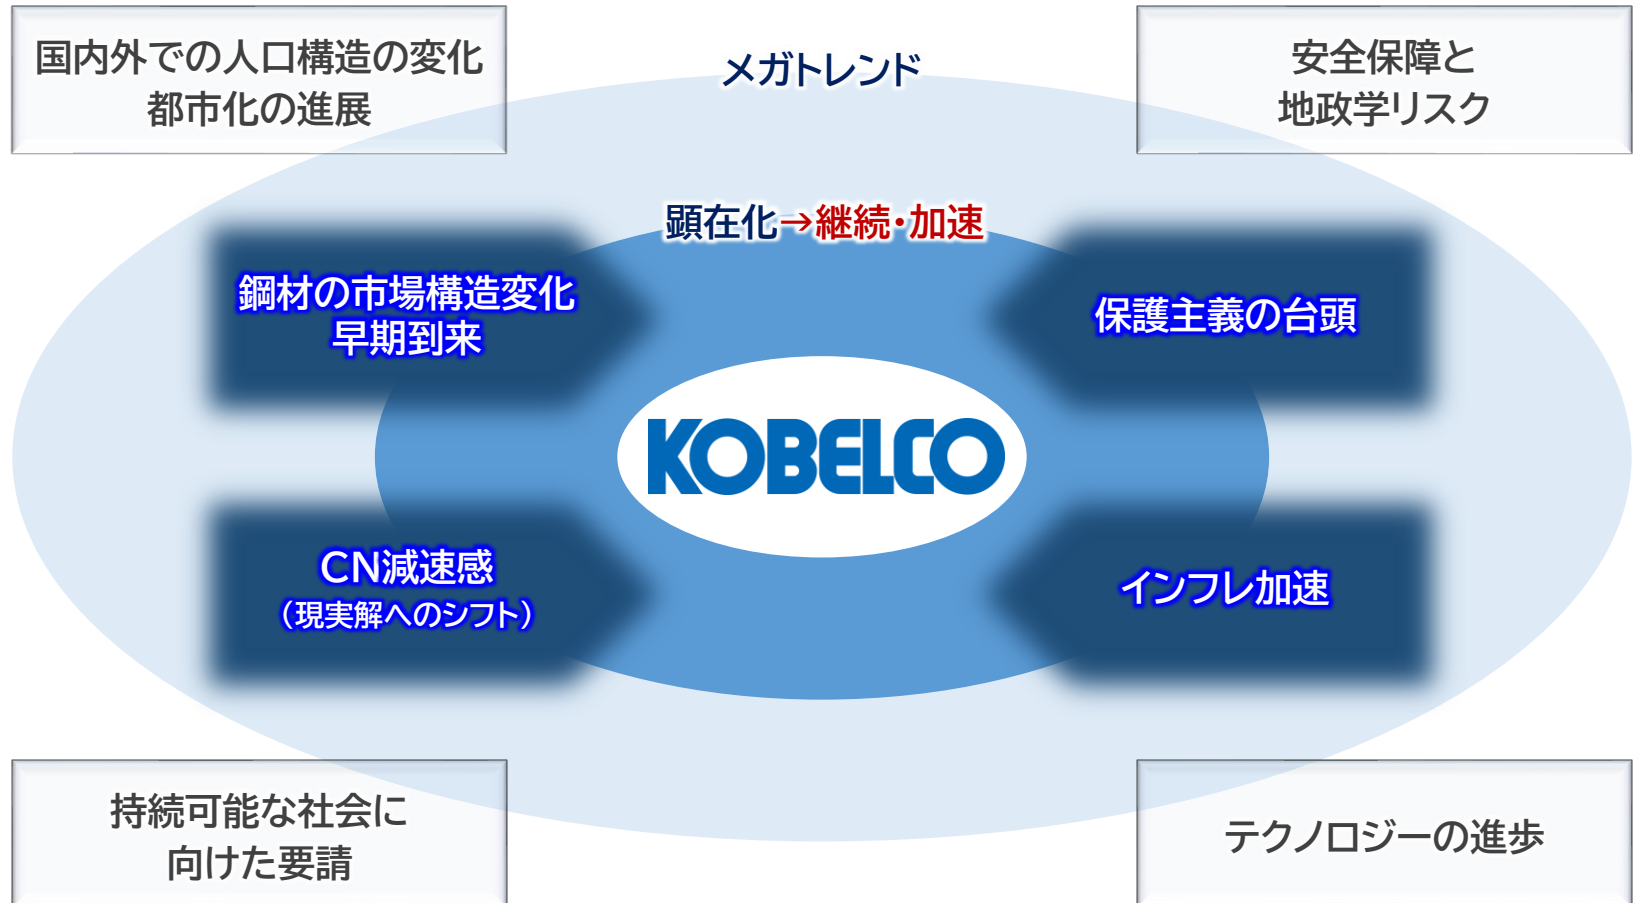 国内外での人口構造の変化
都市化の進展
メガトレンド
安全保障と
地政学リスク
顕在化→継続・加速
鋼材の市場構造変化
早期到来
保護主義の台頭
KOBELCO
CN減速感
（現実解へのシフト）
インフレ加速
持続可能な社会に
向けた要請
テクノロジーの進歩